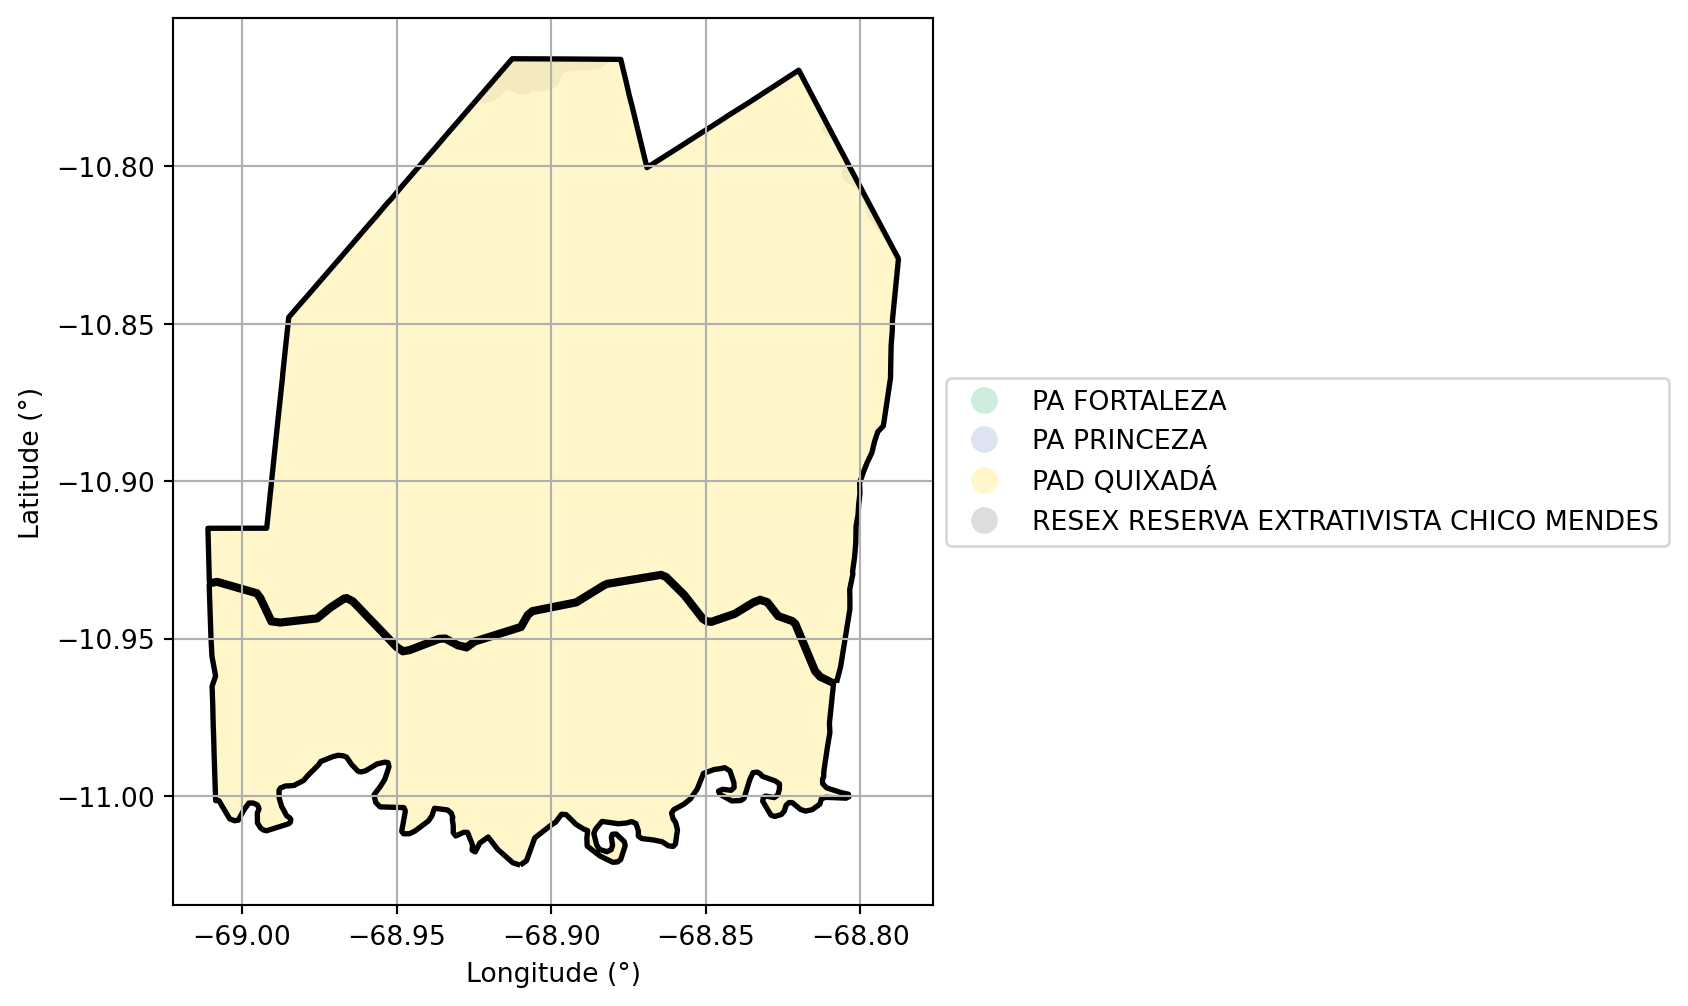 −10.80
−10.85
−10.90
−10.95
−11.00
Latitude (°)
−69.00 −68.95 −68.90 −68.85 −68.80
Longitude (°)
PA FORTALEZA
PA PRINCEZA
PAD QUIXADÁ
RESEX RESERVA EXTRATIVISTA CHICO MENDES